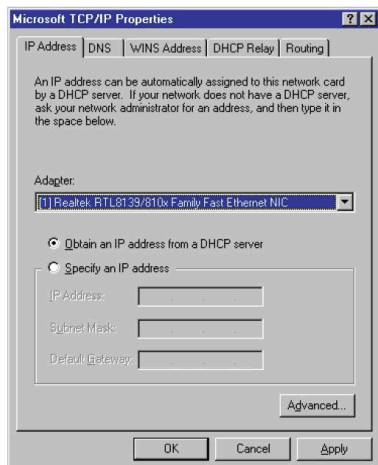 Microsoft TCP/IP Properties
IP Address DNS WINS Address DHCP Relay Routing
An IP address can be automatically assigned to this network card
by a DHCP server. If your network does not have a DHCP server,
ask your network administrator for an address, and then type it in
the space below.
Adapter:
[1] Realtek RTL8139/810x Family Fast Ethernet NIC
Obtain an IP address from a DHCP server
Specify an IP address
IP Address:
Subnet Mask:
Default Gateway:
Advanced...
OK Cancel Apply